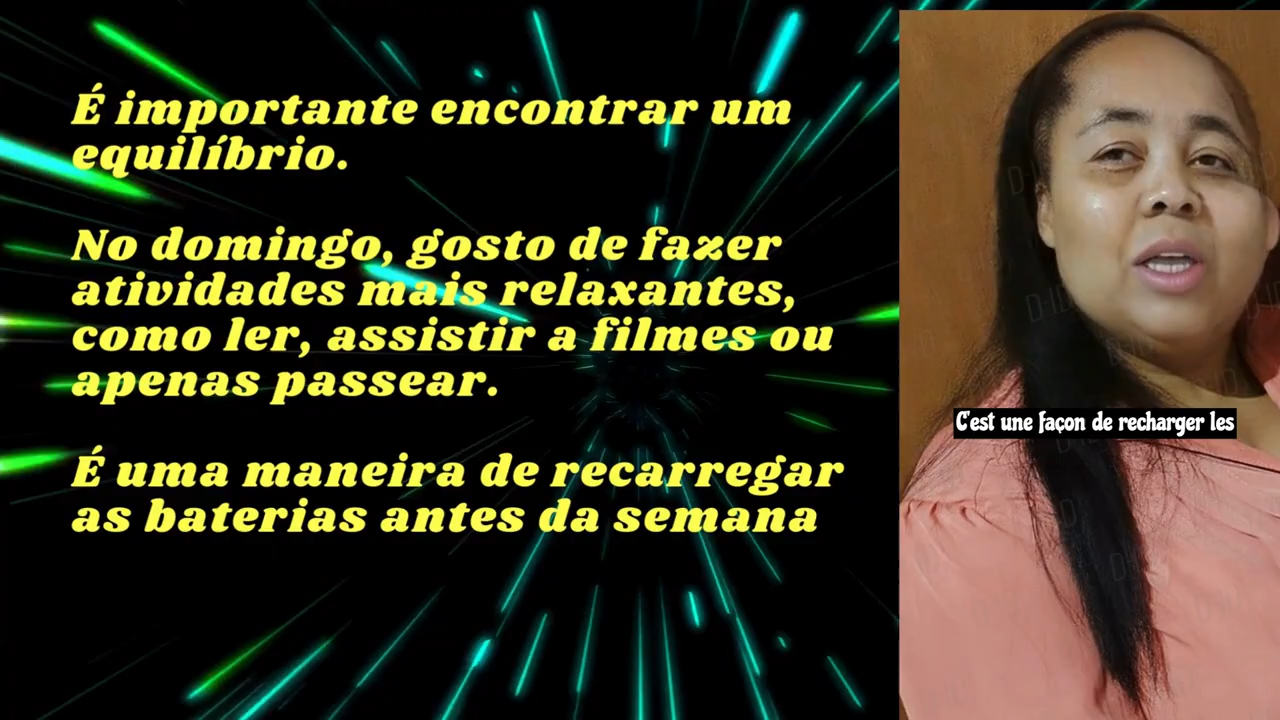 É importante encontrar um
equilíbrio.
No domingo, gosto de fazer
atividades mais relaxantes,
como ler, assistir a filmes ou
apenas passear.
É uma maneira de recarregar
as baterias antes da semana
C'est une façon de recharger les